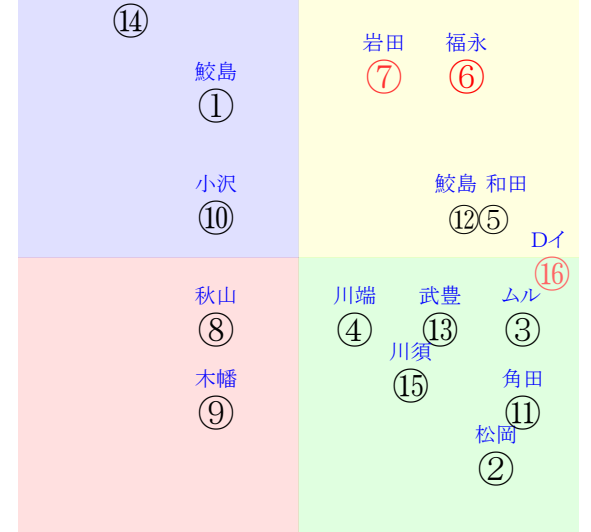 ⑭
岩田 福永
⑦ ⑥
鮫島
①
小沢
⑩
鮫島 和田
⑫⑤
Dイ
⑯
秋山 川端 武豊 ムル
⑧ ④ ⑬ ③
川須
⑮
木幡 角田
⑨ ⑪
松岡
②